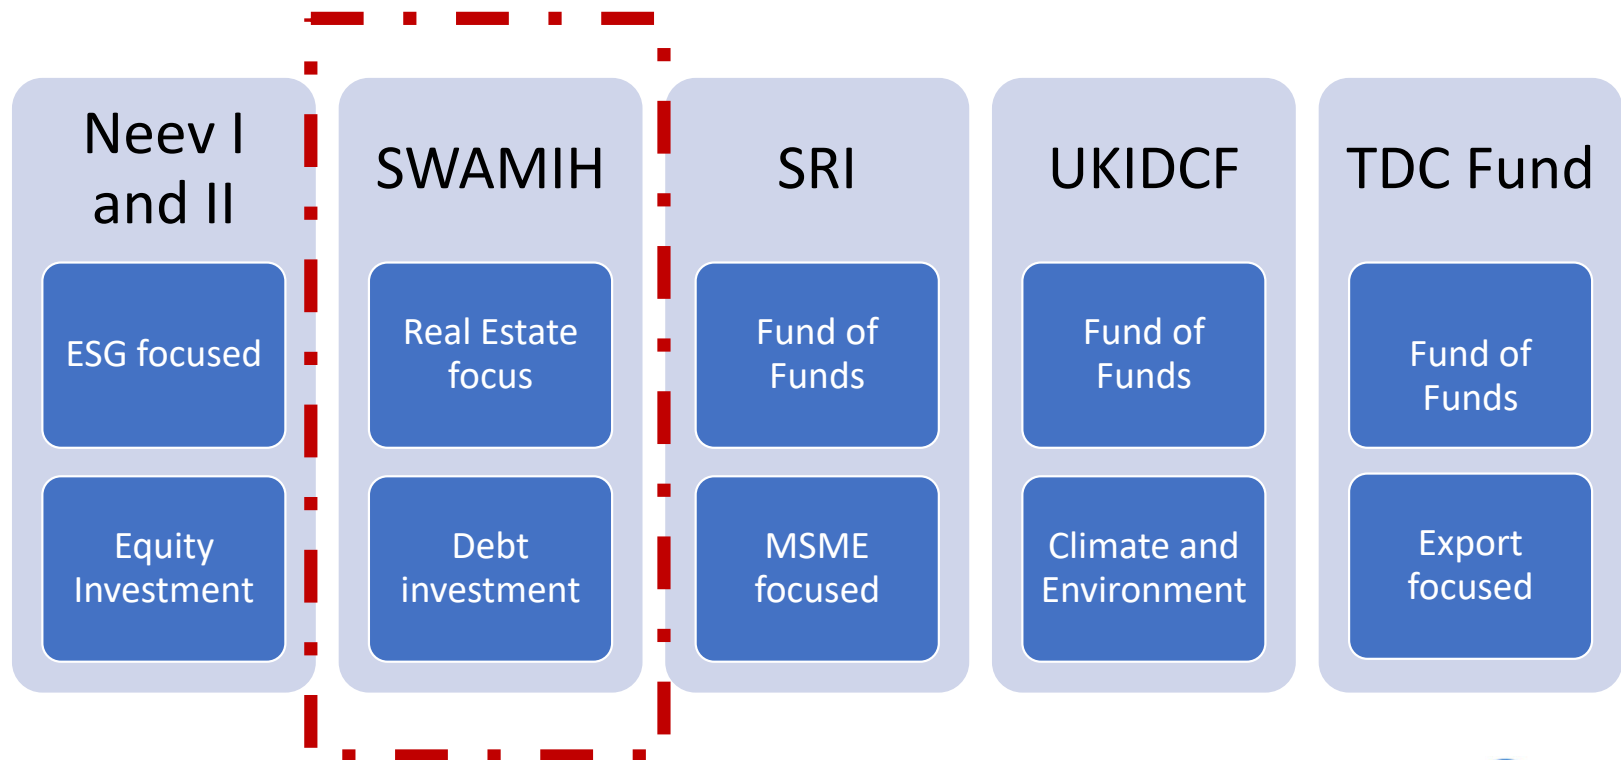 Neev I
and II
ESG focused
Equity
Investment
SWAMIH
Real Estate
focus
Debt
investment
SRI
Fund of
Funds
MSME
focused
UKIDCF
Fund of
Funds
Climate and
Environment
TDC Fund
Fund of
Funds
Export
focused